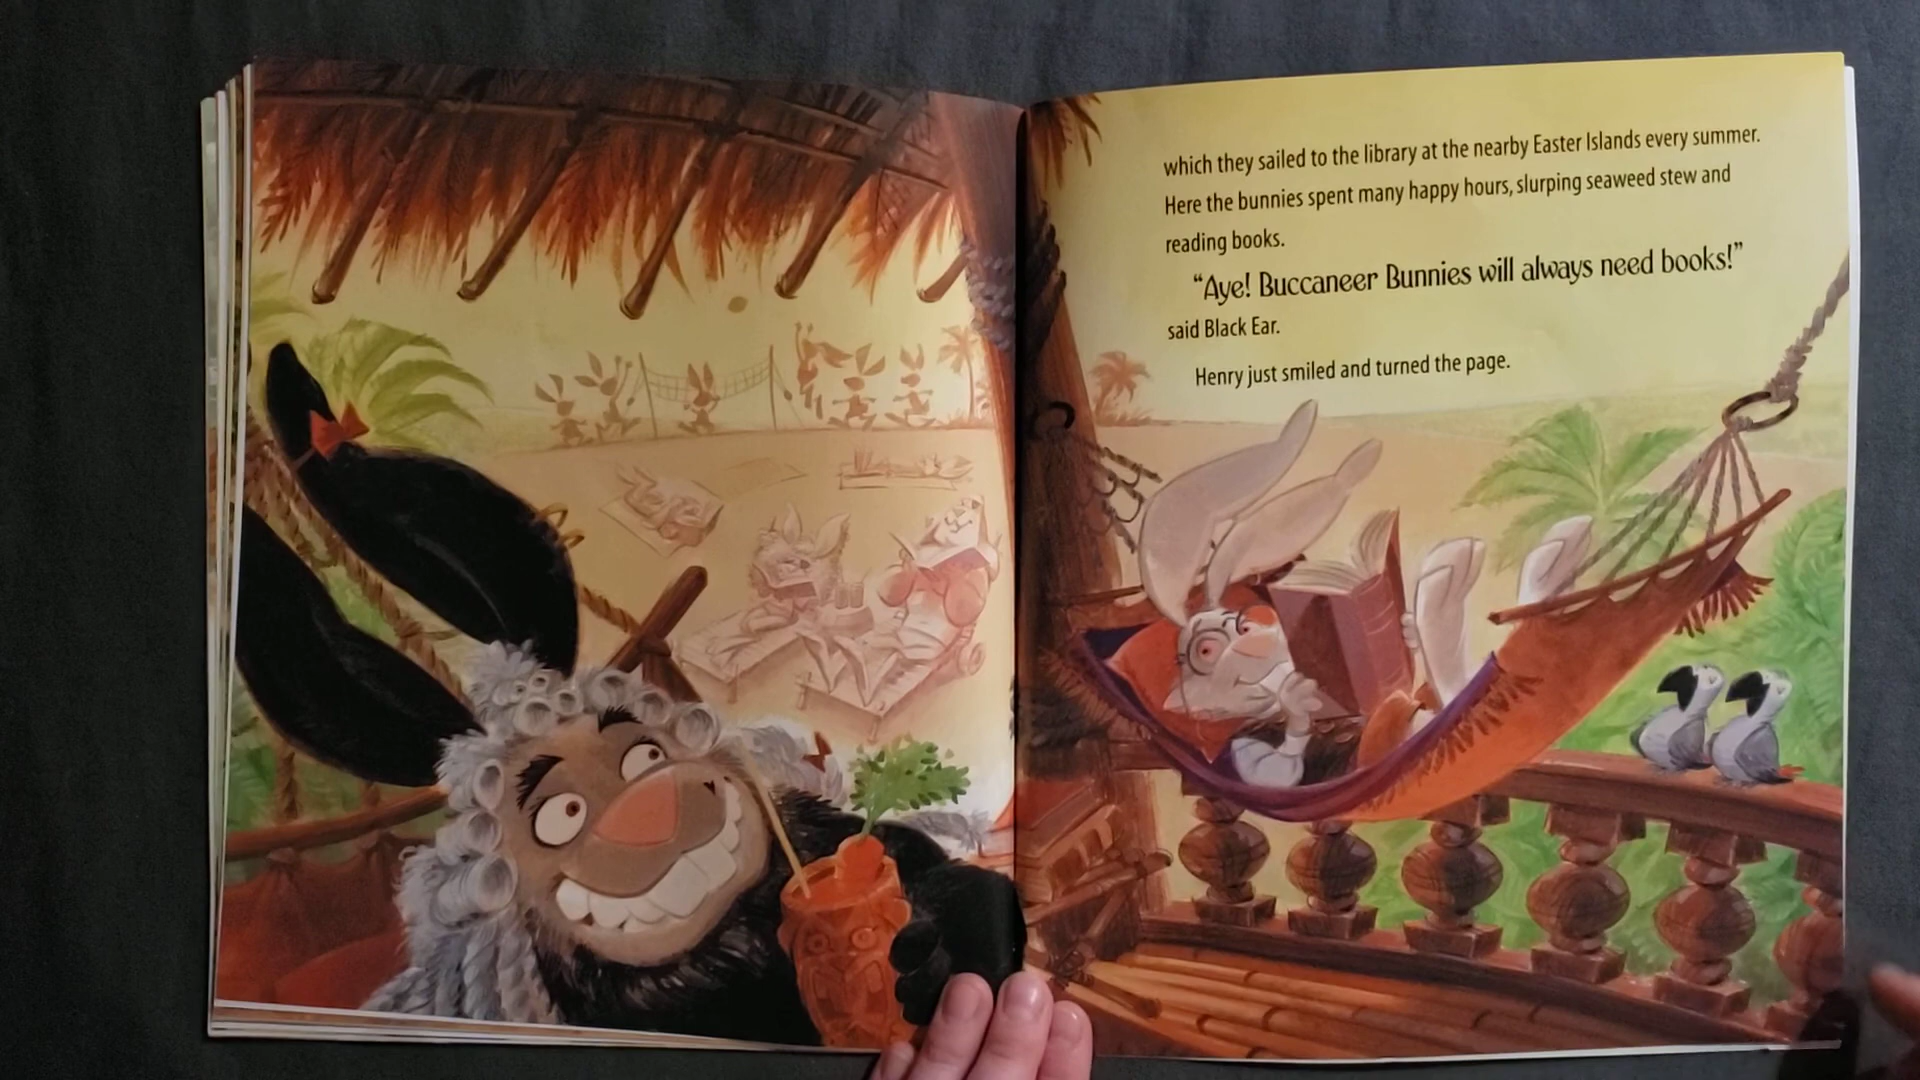 which they sailed to the library at the nearby Easter Islands every summer.
Here the bunnies spent many happy hours, slurping seaweed stew and
reading books.
“Aye! Buccaneer Bunnies will always need books!”
said Black Ear.
Henry just smiled and turned the page.